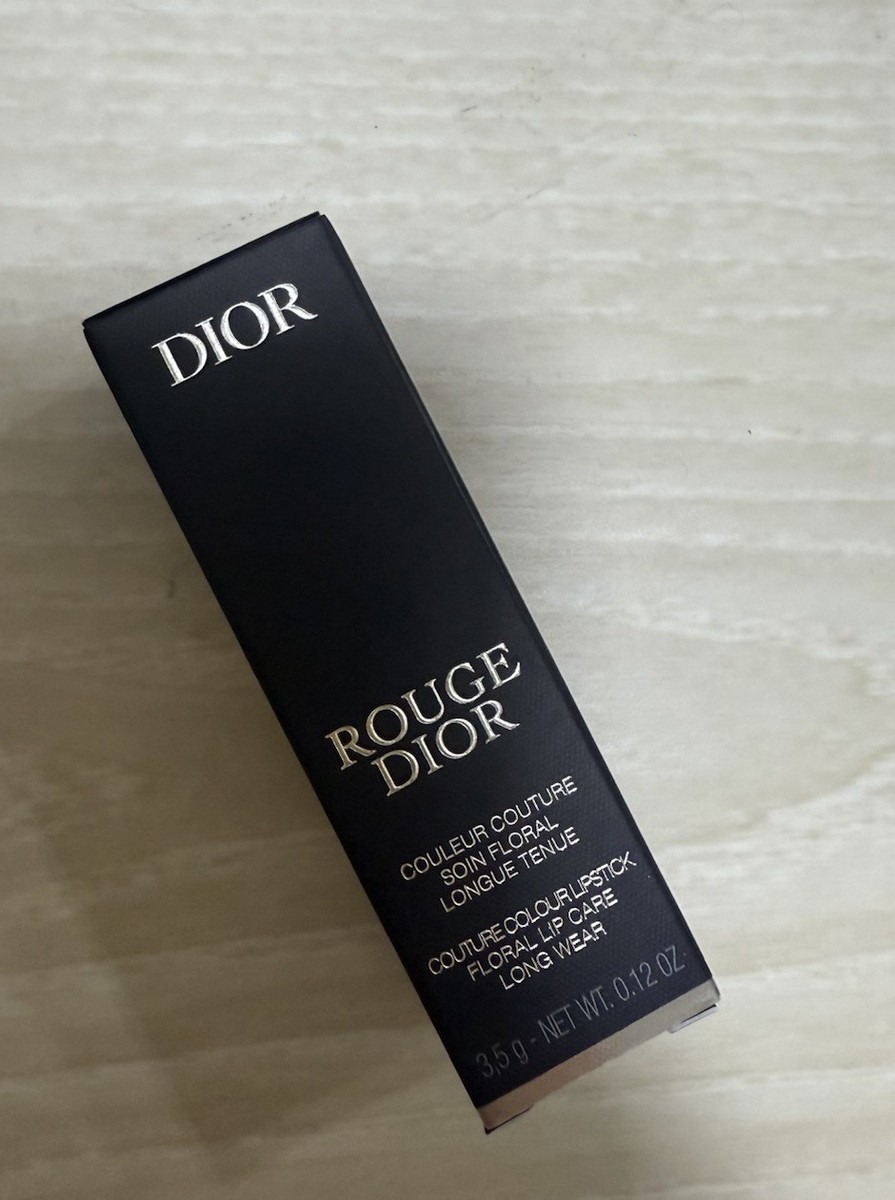 DIOR
ROUGE
DIOR
COULEUR COUTURE
SOIN FLORAL
LONGUE TENUE
COUTURE COLOUR LIPSTICK
FLORAL LIP CARE
LONG WEAR
3,5 g - NET WT. 0.12 OZ.